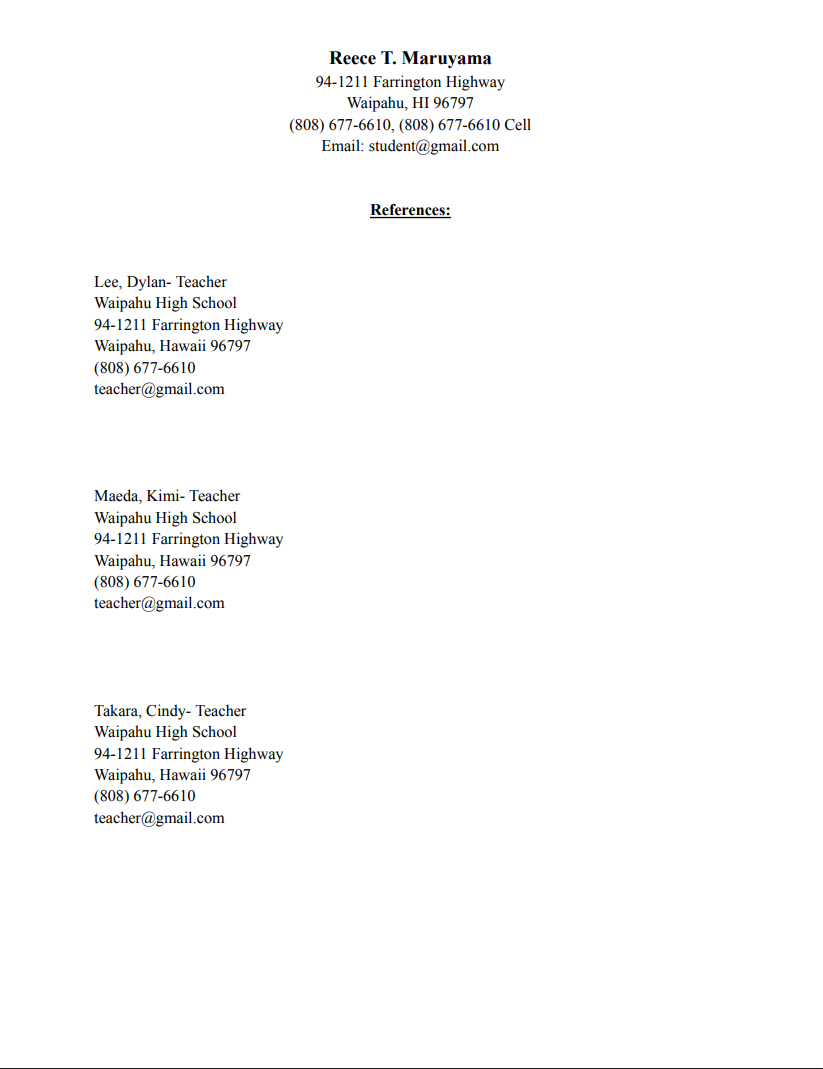 Reece T. Maruyama
94-1211 Farrington Highway
Waipahu, HI 96797
(808) 677-6610, (808) 677-6610 Cell
Email: student@gmail.com
References:
Lee, Dylan- Teacher
Waipahu High School
94-1211 Farrington Highway
Waipahu, Hawaii 96797
(808) 677-6610
teacher@gmail.com
Maeda, Kimi- Teacher
Waipahu High School
94-1211 Farrington Highway
Waipahu, Hawaii 96797
(808) 677-6610
teacher@gmail.com
Takara, Cindy- Teacher
Waipahu High School
94-1211 Farrington Highway
Waipahu, Hawaii 96797
(808) 677-6610
teacher@gmail.com